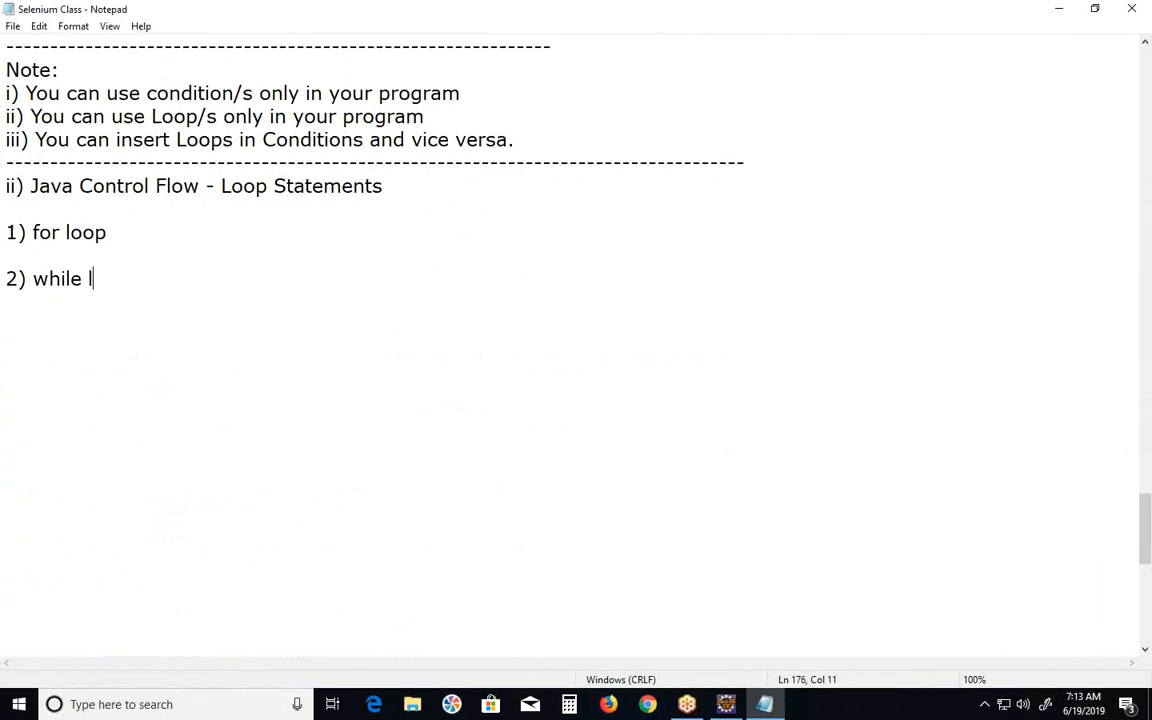 Selenium Class - Notepad
File Edit Format View Help
--------------------------------------------------------------
Note:
i) You can use condition/s only in your program
ii) You can use Loop/s only in your program
iii) You can insert Loops in Conditions and vice versa.
------------------------------------------------------------------------------------
ii) Java Control Flow - Loop Statements
1) for loop
2) while l
Windows (CRLF) Ln 176, Col 11 100%
Type here to search
7:13 AM
6/19/2019
3